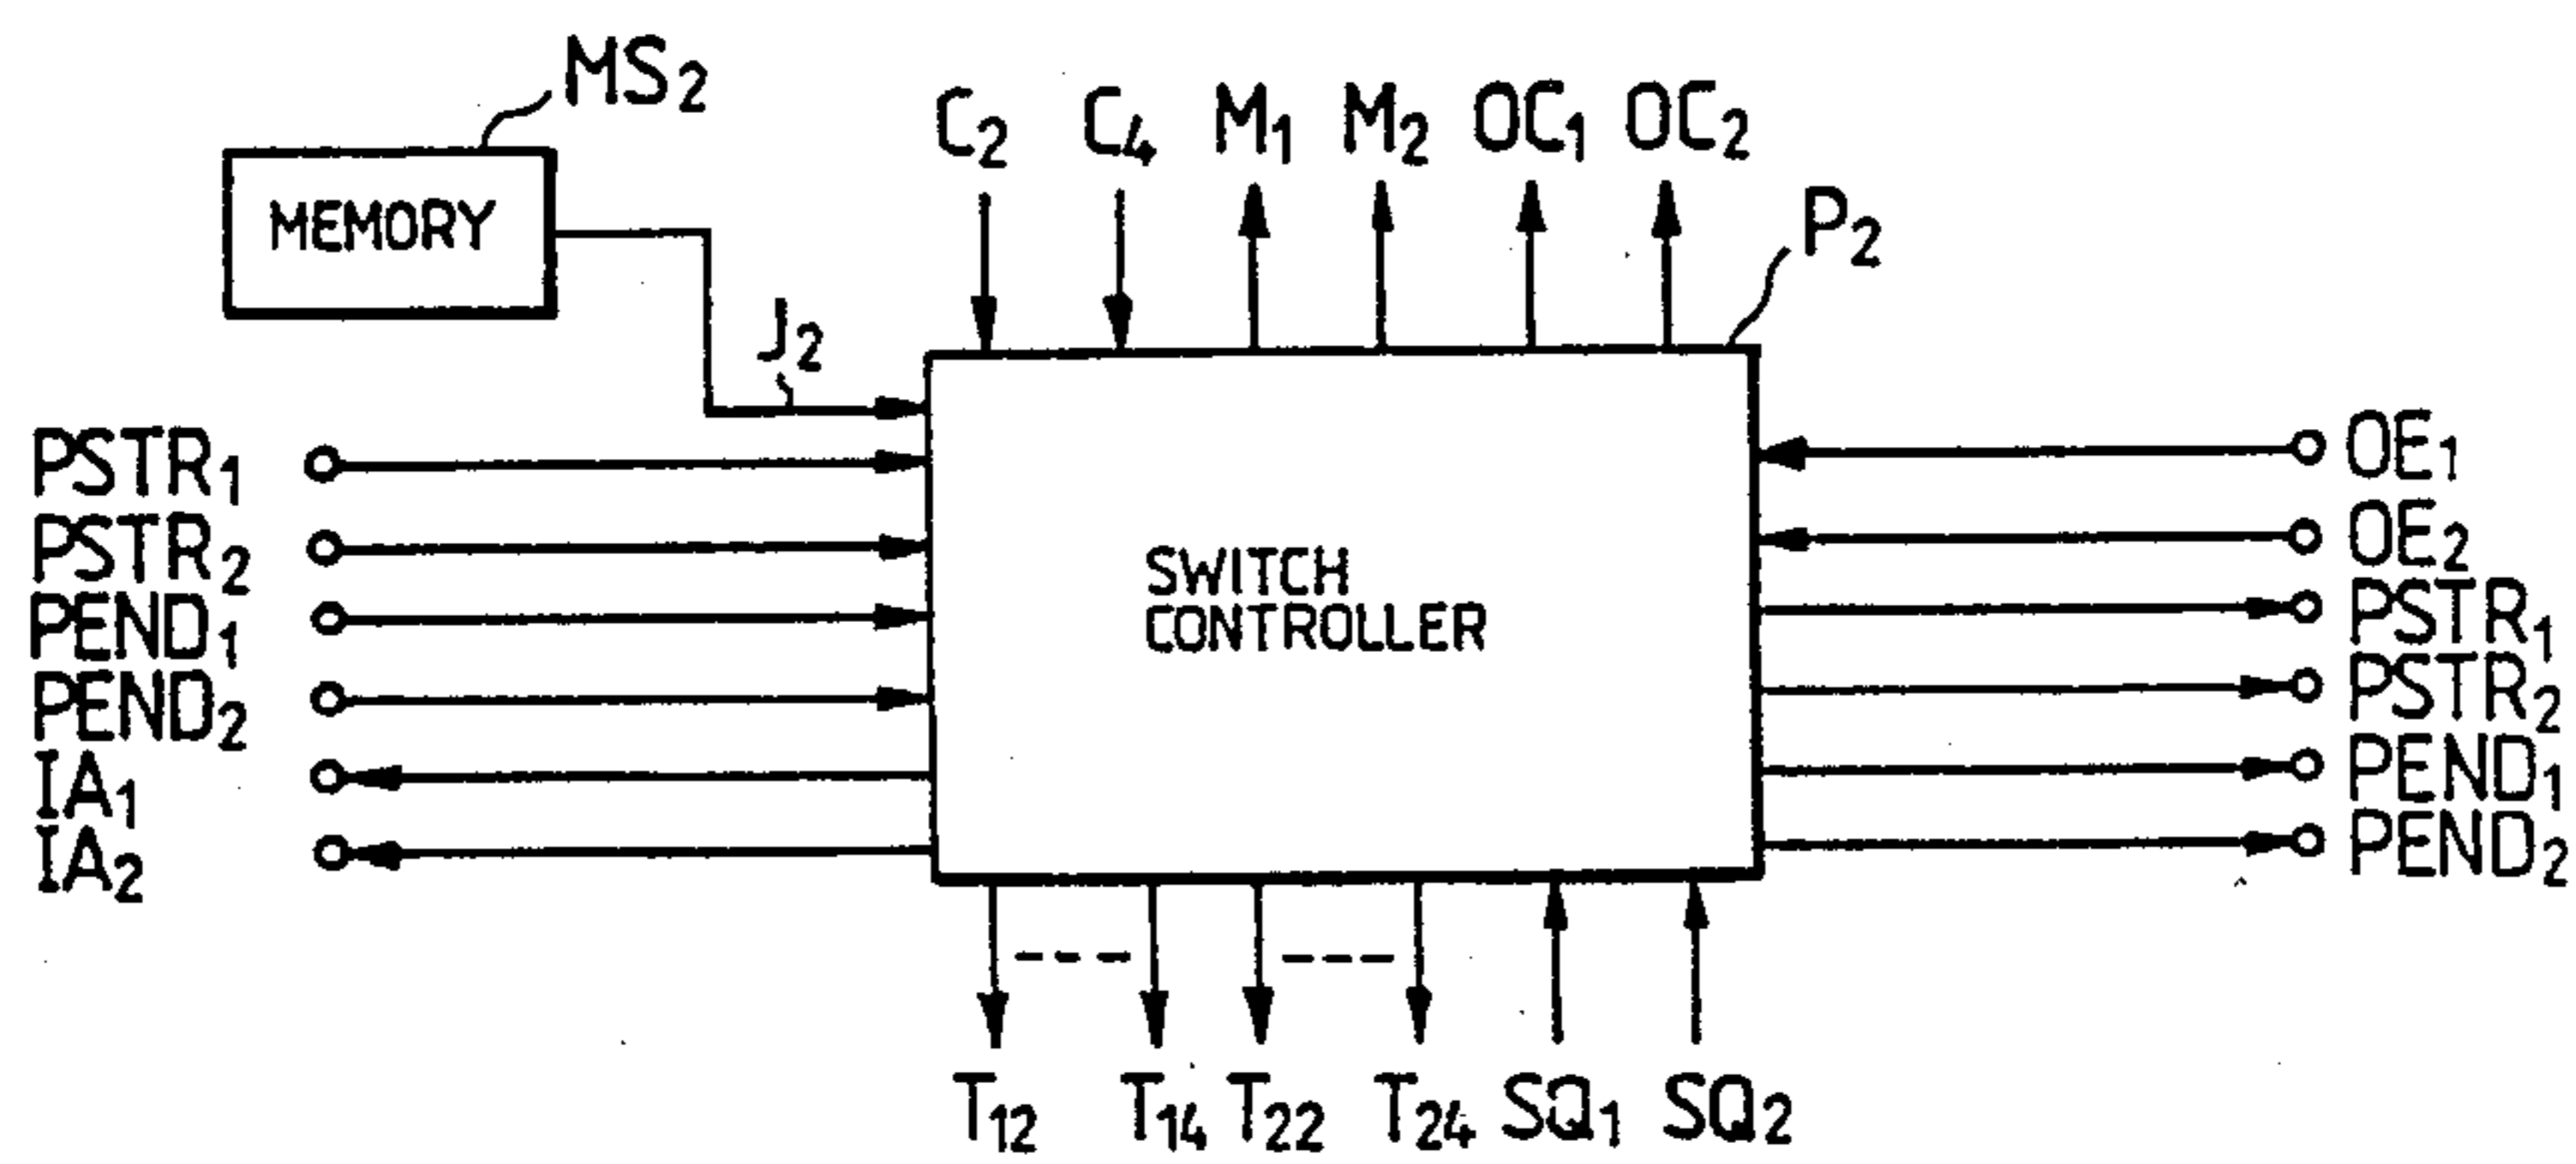 MS₂
MEMORY
C₂ C₄ M₁ M₂ OC₁ OC₂
P₂
J₂
PSTR₁
PSTR₂
PEND₁
PEND₂
IA₁
IA₂
SWITCH
CONTROLLER
OE₁
OE₂
PSTR₁
PSTR₂
PEND₁
PEND₂
T₁₂ T₁₄ T₂₂ T₂₄ SQ₁ SQ₂